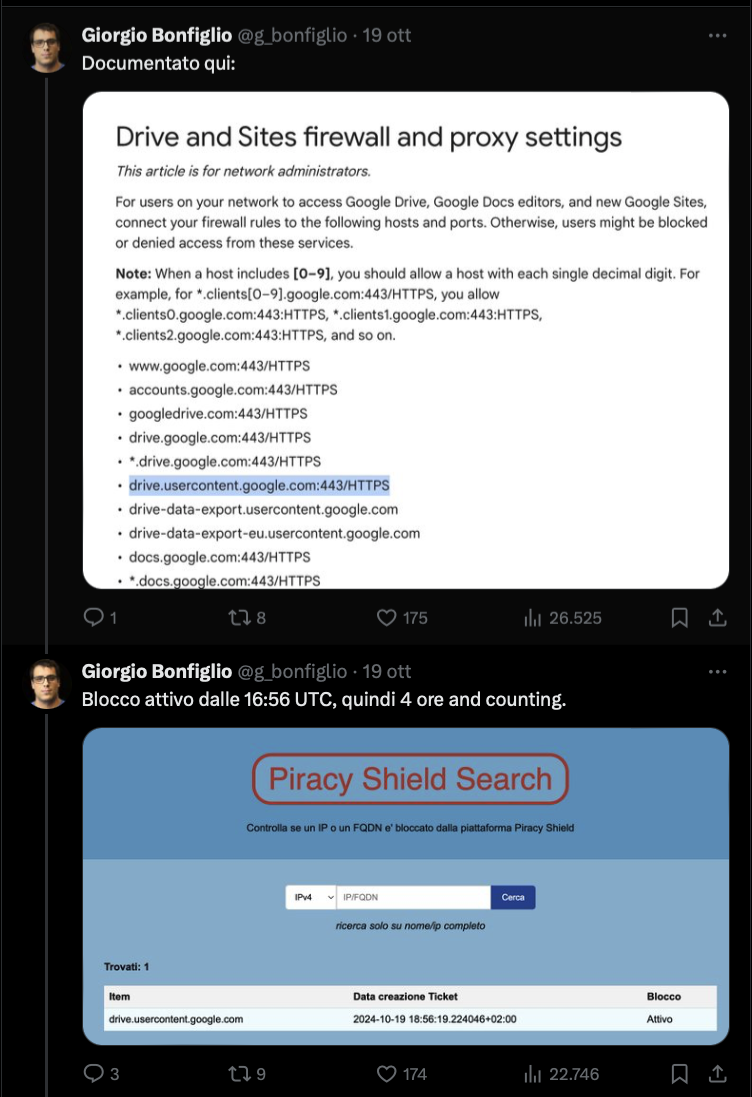 Giorgio Bonfiglio @g_bonfiglio · 19 ott
Documentato qui:
Drive and Sites firewall and proxy settings
This article is for network administrators.
For users on your network to access Google Drive, Google Docs editors, and new Google Sites,
connect your firewall rules to the following hosts and ports. Otherwise, users might be blocked
or denied access from these services.
Note: When a host includes [0–9], you should allow a host with each single decimal digit. For
example, for *.clients[0–9].google.com:443/HTTPS, you allow
*.clients0.google.com:443:HTTPS, *.clients1.google.com:443:HTTPS,
*.clients2.google.com:443:HTTPS, and so on.
• www.google.com:443/HTTPS
• accounts.google.com:443/HTTPS
• googledrive.com:443/HTTPS
• drive.google.com:443/HTTPS
• *.drive.google.com:443/HTTPS
• drive.usercontent.google.com:443/HTTPS
• drive-data-export.usercontent.google.com
• drive-data-export-eu.usercontent.google.com
• docs.google.com:443/HTTPS
• *.docs.google.com:443/HTTPS
1 8 175 26.525
Giorgio Bonfiglio @g_bonfiglio · 19 ott
Blocco attivo dalle 16:56 UTC, quindi 4 ore and counting.
Piracy Shield Search
Controlla se un IP o un FQDN e' bloccato dalla piattaforma Piracy Shield
IPv4 IP/FQDN Cerca
ricerca solo su nome/ip completo
Trovati: 1
Item Data creazione Ticket Blocco
drive.usercontent.google.com 2024-10-19 18:56:19.224046+02:00 Attivo
3 9 174 22.746